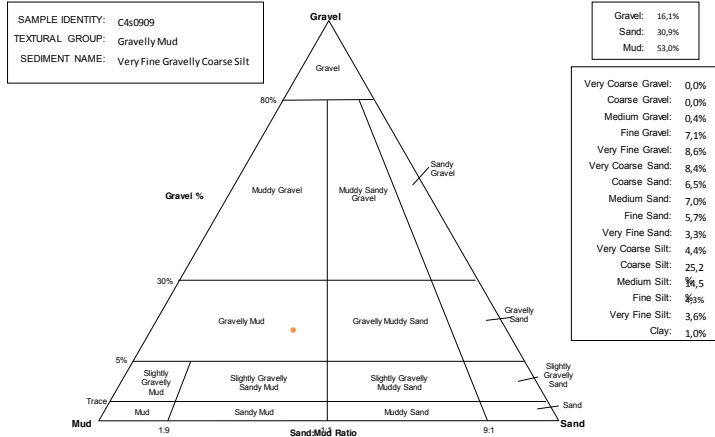 SAMPLE IDENTITY: C4s0909
TEXTURAL GROUP: Gravelly Mud
SEDIMENT NAME: Very Fine Gravelly Coarse Silt
Gravel: 16,1%
Sand: 30,9%
Mud: 53,0%
Very Coarse Gravel: 0,0%
Coarse Gravel: 0,0%
Medium Gravel: 0,4%
Fine Gravel: 7,1%
Very Fine Gravel: 8,6%
Very Coarse Sand: 8,4%
Coarse Sand: 6,5%
Medium Sand: 7,0%
Fine Sand: 5,7%
Very Fine Sand: 3,3%
Very Coarse Silt: 4,4%
Coarse Silt: 25,2
Medium Silt: 14,5
Fine Silt: 4,3%
Very Fine Silt: 3,6%
Clay: 1,0%
Gravel
Gravel
80%
Sandy
Gravel
Muddy Gravel
Muddy Sandy
Gravel
Gravel %
30%
Gravelly Mud
Gravelly Muddy Sand
Gravelly
Sand
5%
Slightly
Gravelly
Mud
Slightly Gravelly
Sandy Mud
Slightly Gravelly
Muddy Sand
Slightly
Gravelly
Sand
Trace
Mud
Sandy Mud
Muddy Sand
Sand
Mud
Sand
1:9
Sand:Mud Ratio
9:1